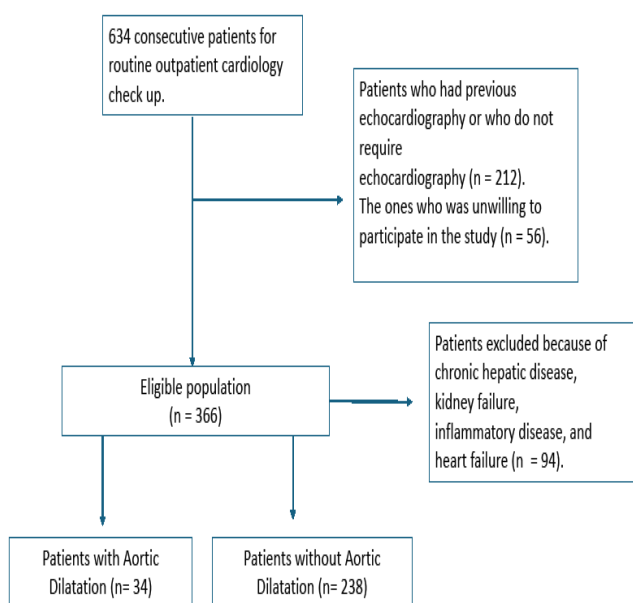 634 consecutive patients for
routine outpatient cardiology
check up.
Patients who had previous
echocardiography or who do not
require
echocardiography (n = 212).
The ones who was unwilling to
participate in the study (n = 56).
Eligible population
(n = 366)
Patients excluded because of
chronic hepatic disease,
kidney failure,
inflammatory disease, and
heart failure (n = 94).
Patients with Aortic
Dilatation (n= 34)
Patients without Aortic
Dilatation (n= 238)